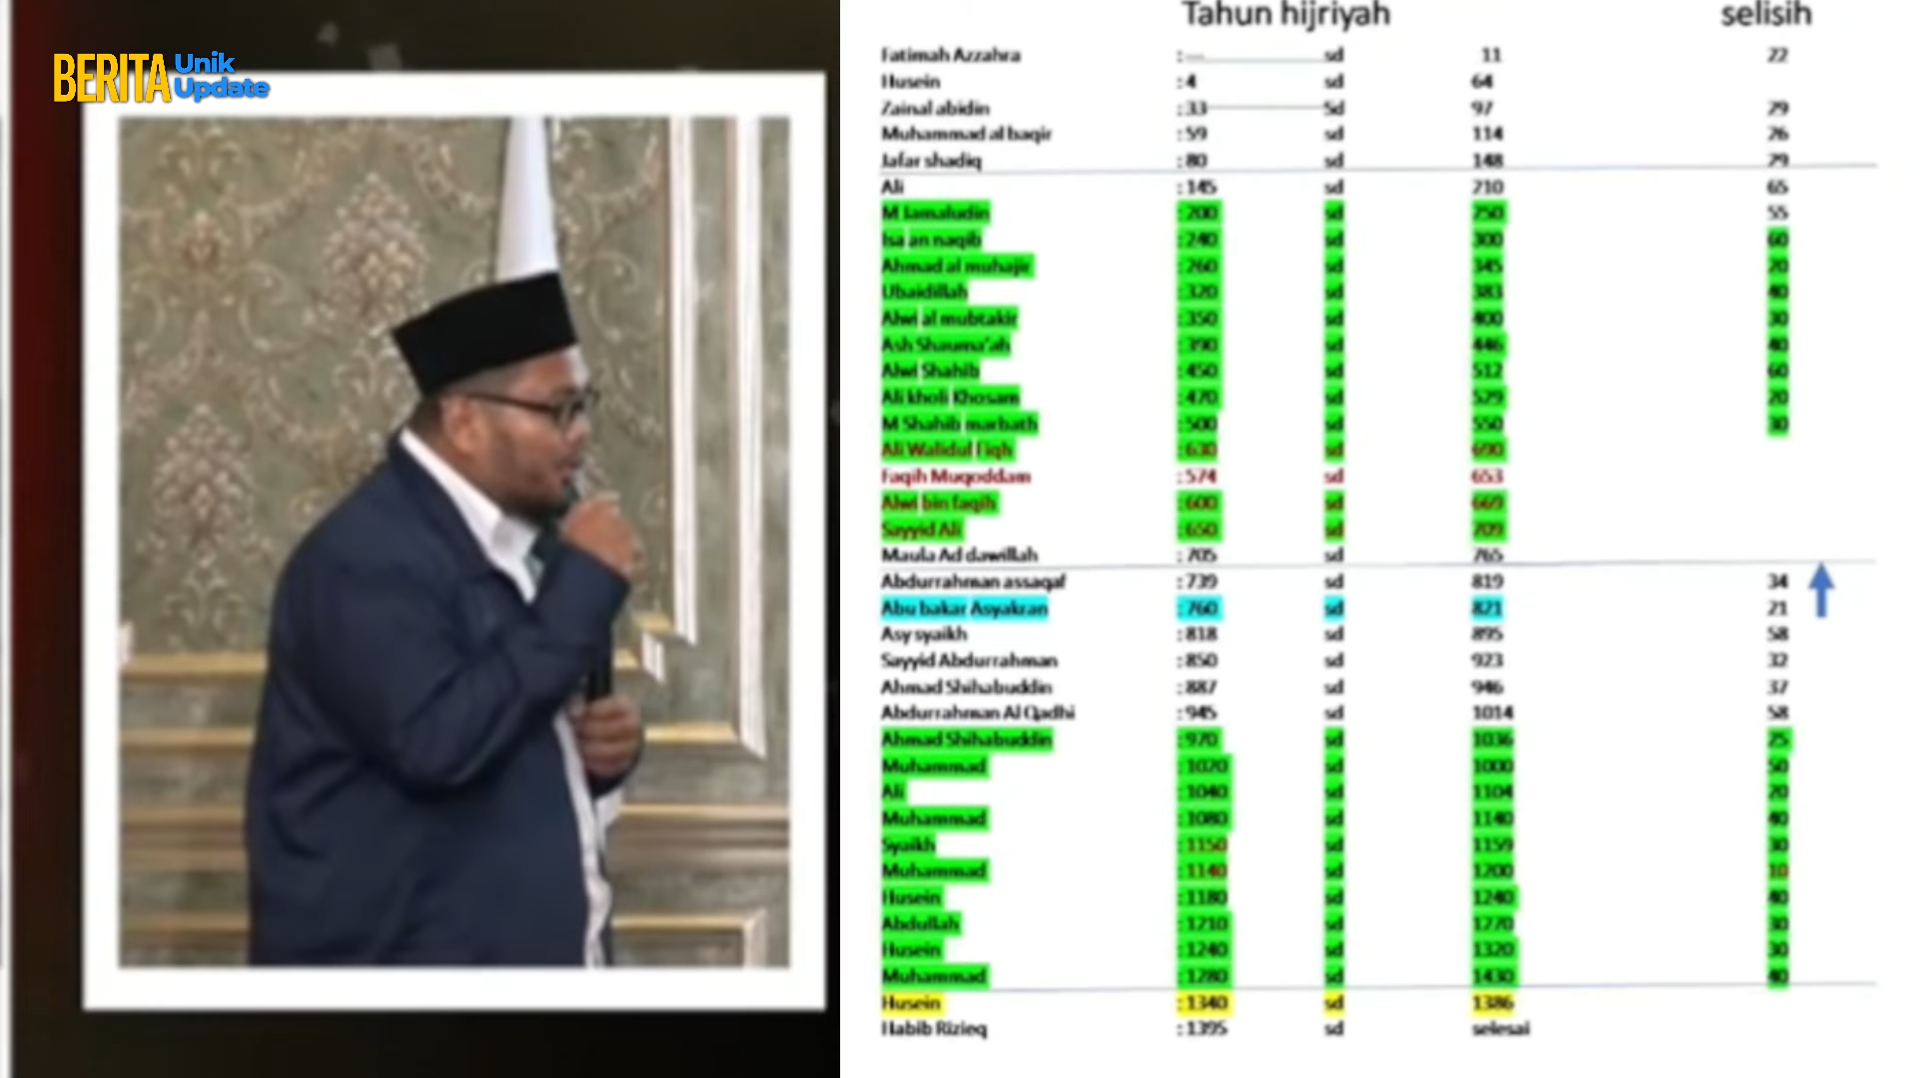 BERITA Unik Update
Tahun hijriyah selisih
Fatimah Azzahra : --- sd 11 22
Husein : 4 sd 64
Zainal abidin : 33 Sd 97 29
Muhammad al baqir : 59 sd 114 26
Jafar shadiq : 80 sd 148 29
Ali : 145 sd 210 65
M Jamaludin : 200 sd 250 55
Isa an naqib : 240 sd 300 60
Ahmad al muhajir : 260 sd 345 20
Ubaidillah : 320 sd 383 40
Alwi al mubtakir : 350 sd 400 30
Ash Shauma'ah : 390 sd 446 40
Alwi Shahib : 450 sd 512 60
Ali kholi Khosam : 470 sd 529 20
M Shahib marbath : 500 sd 550 30
Ali Walidul Fiqh : 630 sd 690
Faqih Muqoddam : 574 sd 653
Alwi bin faqih : 600 sd 669
Sayyid Ali : 650 sd 709
Maula Ad dawillah : 705 sd 765
Abdurrahman assaqaf : 739 sd 819 34
Abu bakar Asyakran : 760 sd 821 21
Asy syaikh : 818 sd 895 58
Sayyid Abdurrahman : 850 sd 923 32
Ahmad Shihabuddin : 887 sd 946 37
Abdurrahman Al Qadhi : 945 sd 1014 58
Ahmad Shihabuddin : 970 sd 1036 25
Muhammad : 1020 sd 1000 50
Ali : 1040 sd 1104 20
Muhammad : 1080 sd 1140 40
Syaikh : 1150 sd 1159 30
Muhammad : 1140 sd 1200 10
Husein : 1180 sd 1240 40
Abdullah : 1210 sd 1270 30
Husein : 1240 sd 1320 30
Muhammad : 1280 sd 1430 40
Husein : 1340 sd 1386
Habib Rizieq : 1395 sd selesai